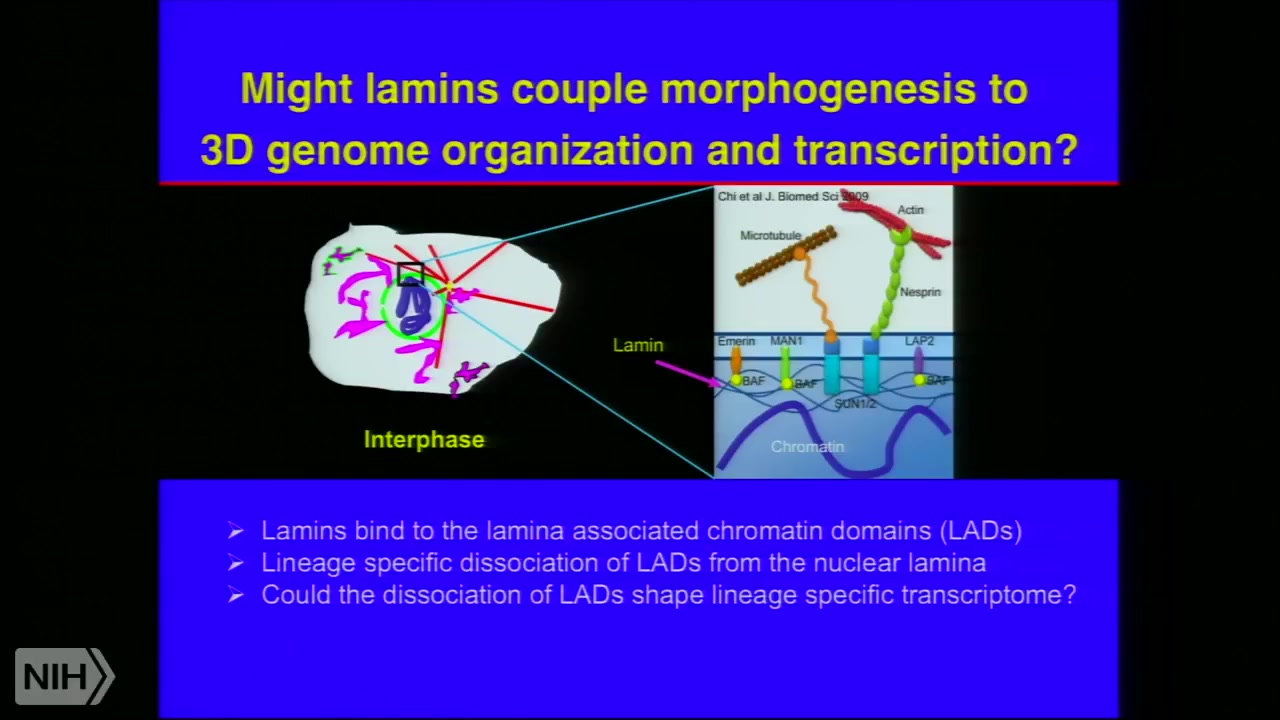 Might lamins couple morphogenesis to
3D genome organization and transcription?
Chi et al J. Biomed Sci 2009
Actin
Microtubule
Nesprin
Lamin
Emerin
MAN1
LAP2
BAF
BAF
BAF
SUN1/2
Chromatin
Interphase
➢ Lamins bind to the lamina associated chromatin domains (LADs)
➢ Lineage specific dissociation of LADs from the nuclear lamina
➢ Could the dissociation of LADs shape lineage specific transcriptome?
NIH